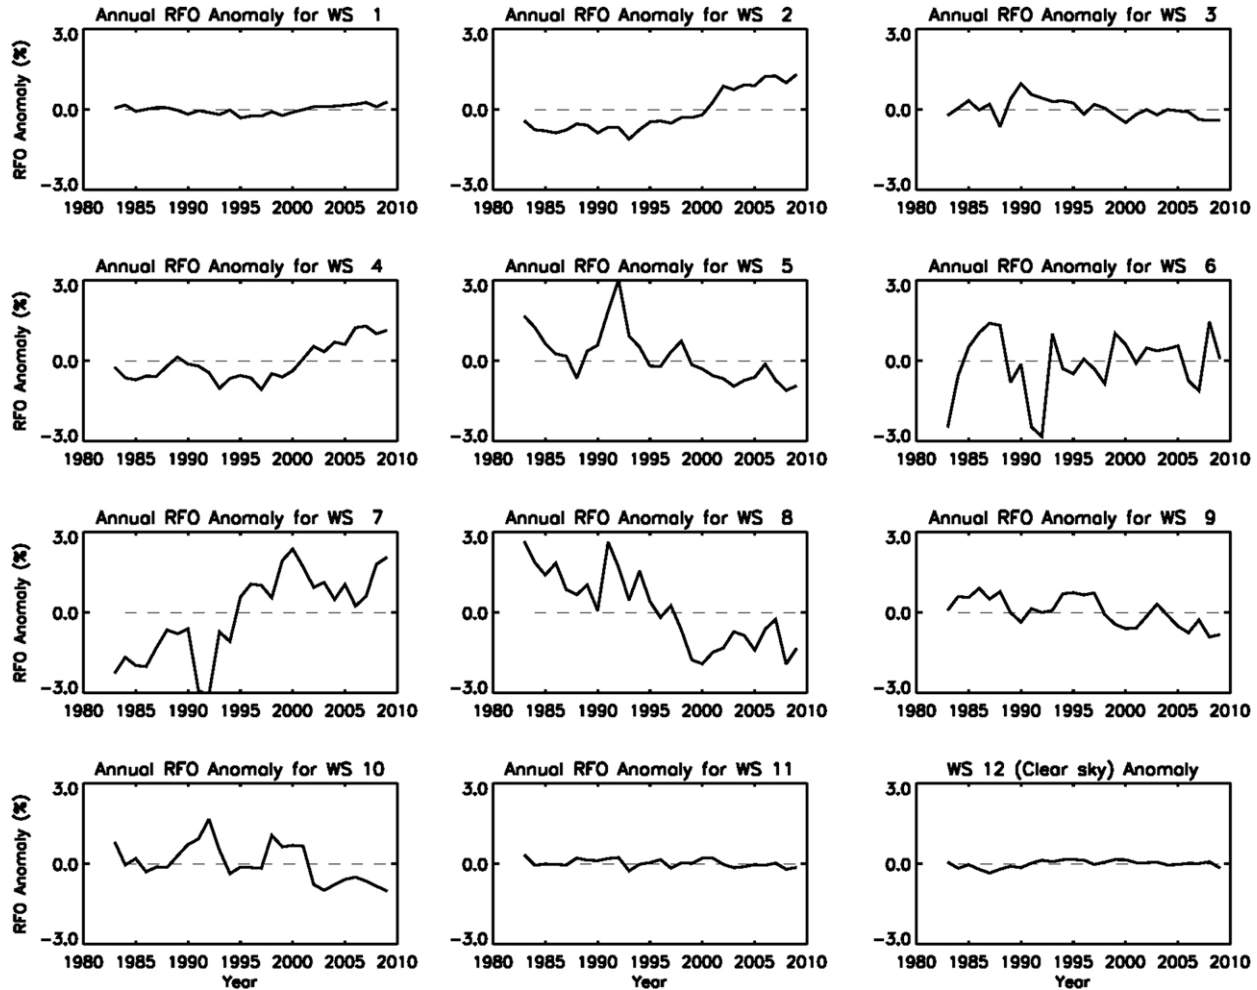 Annual RFO Anomaly for WS 1
RFO Anomaly (%)
3.0
0.0
−3.0
1980 1985 1990 1995 2000 2005 2010
Annual RFO Anomaly for WS 2
3.0
0.0
−3.0
1980 1985 1990 1995 2000 2005 2010
Annual RFO Anomaly for WS 3
3.0
0.0
−3.0
1980 1985 1990 1995 2000 2005 2010
Annual RFO Anomaly for WS 4
RFO Anomaly (%)
3.0
0.0
−3.0
1980 1985 1990 1995 2000 2005 2010
Annual RFO Anomaly for WS 5
3.0
0.0
−3.0
1980 1985 1990 1995 2000 2005 2010
Annual RFO Anomaly for WS 6
3.0
0.0
−3.0
1980 1985 1990 1995 2000 2005 2010
Annual RFO Anomaly for WS 7
RFO Anomaly (%)
3.0
0.0
−3.0
1980 1985 1990 1995 2000 2005 2010
Annual RFO Anomaly for WS 8
3.0
0.0
−3.0
1980 1985 1990 1995 2000 2005 2010
Annual RFO Anomaly for WS 9
3.0
0.0
−3.0
1980 1985 1990 1995 2000 2005 2010
Annual RFO Anomaly for WS 10
RFO Anomaly (%)
3.0
0.0
−3.0
1980 1985 1990 1995 2000 2005 2010
Year
Annual RFO Anomaly for WS 11
3.0
0.0
−3.0
1980 1985 1990 1995 2000 2005 2010
Year
WS 12 (Clear sky) Anomaly
3.0
0.0
−3.0
1980 1985 1990 1995 2000 2005 2010
Year